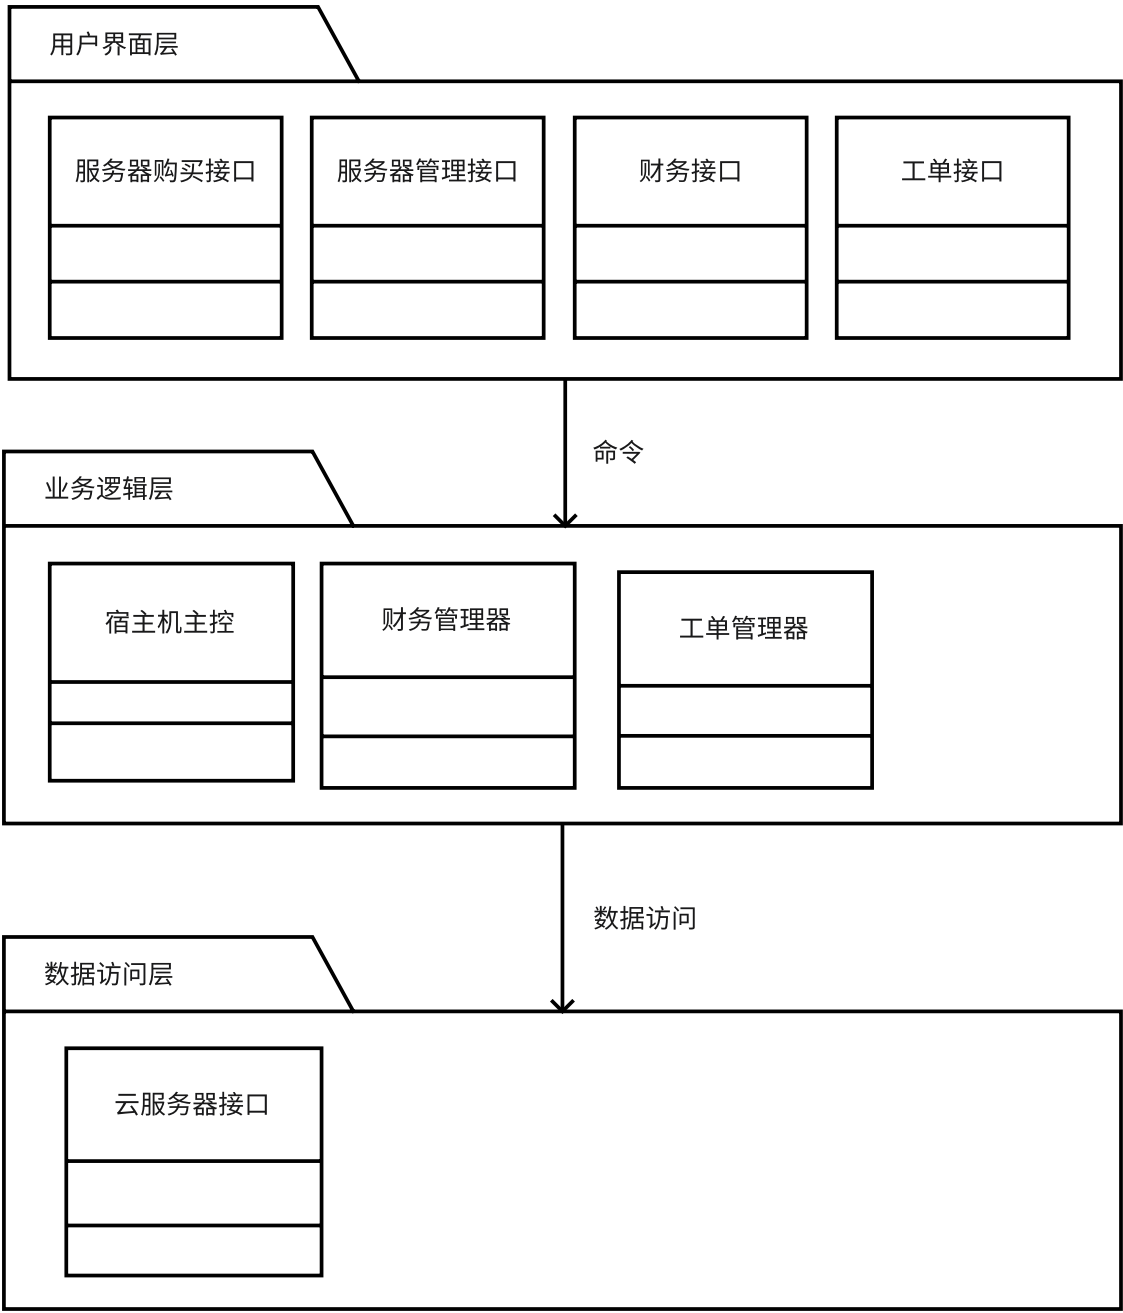 用户界面层
服务器购买接口
服务器管理接口
财务接口
工单接口
命令
业务逻辑层
宿主机主控
财务管理器
工单管理器
数据访问
数据访问层
云服务器接口